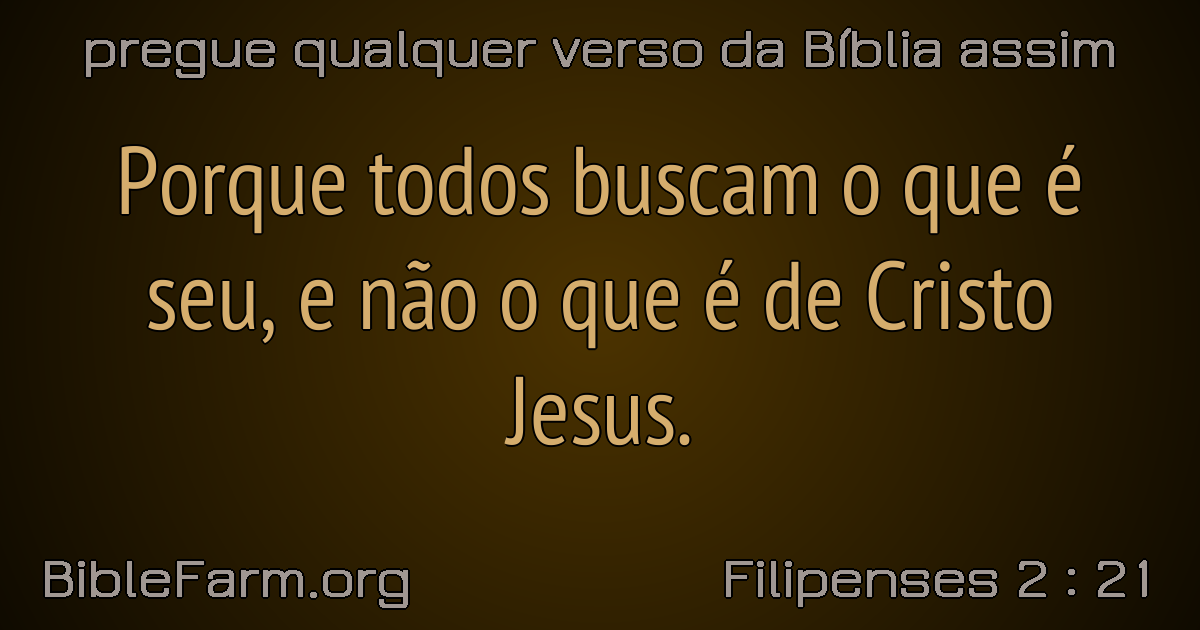 pregue qualquer verso da Bíblia assim
Porque todos buscam o que é
seu, e não o que é de Cristo
Jesus.
BibleFarm.org
Filipenses 2 : 21